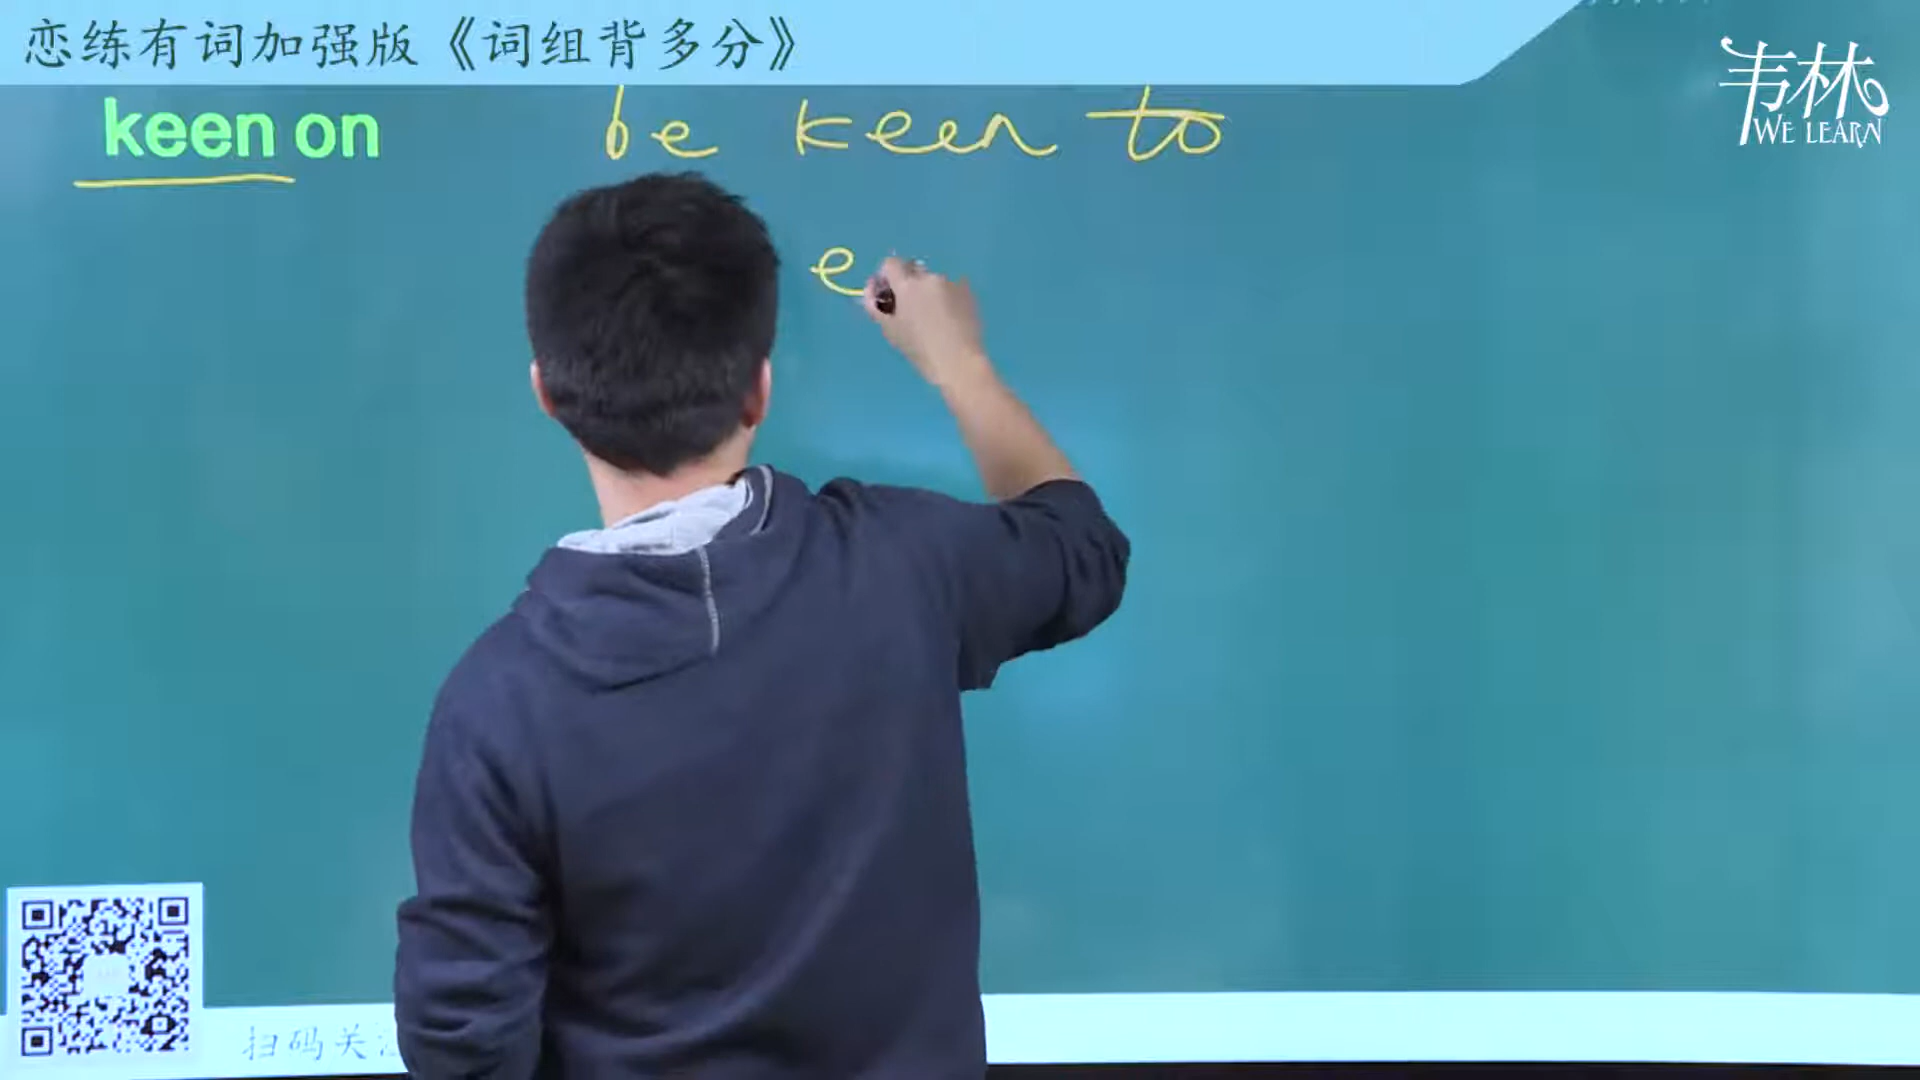 恋练有词加强版《词组背多分》
韦林
WE LEARN
keen on
be keen to
e
扫码关注